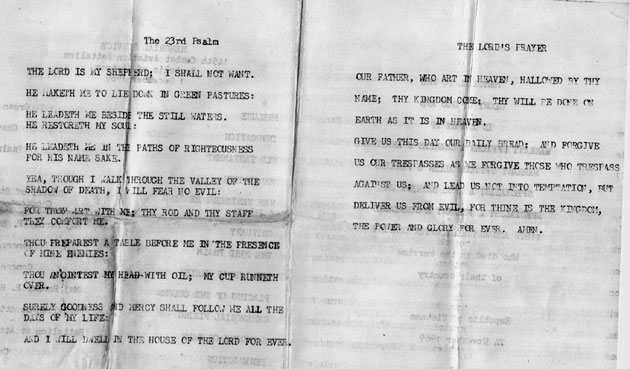 The 23rd Psalm
THE LORD IS MY SHEPHERD; I SHALL NOT WANT.
HE MAKETH ME TO LIE DOWN IN GREEN PASTURES:
HE LEADETH ME BESIDE THE STILL WATERS.
HE RESTORETH MY SOUL:
HE LEADETH ME IN THE PATHS OF RIGHTEOUSNESS
FOR HIS NAME SAKE.
YEA, THOUGH I WALK THROUGH THE VALLEY OF THE
SHADOW OF DEATH, I WILL FEAR NO EVIL:
FOR THOU ART WITH ME; THY ROD AND THY STAFF
THEY COMFORT ME.
THOU PREPAREST A TABLE BEFORE ME IN THE PRESENCE
OF MINE ENEMIES:
THOU ANOINTEST MY HEAD WITH OIL; MY CUP RUNNETH
OVER.
SURELY GOODNESS AND MERCY SHALL FOLLOW ME ALL THE
DAYS OF MY LIFE:
AND I WILL DWELL IN THE HOUSE OF THE LORD FOR EVER.
THE LORD'S PRAYER
OUR FATHER, WHO ART IN HEAVEN, HALLOWED BY THY
NAME; THY KINGDOM COME; THY WILL BE DONE ON
EARTH AS IT IS IN HEAVEN.
GIVE US THIS DAY OUR DAILY BREAD; AND FORGIVE
US OUR TRESPASSES AS WE FORGIVE THOSE WHO TRESPASS
AGAINST US; AND LEAD US NOT INTO TEMPTATION, BUT
DELIVER US FROM EVIL, FOR THINE IS THE KINGDOM,
THE POWER AND GLORY FOR EVER. AMEN.